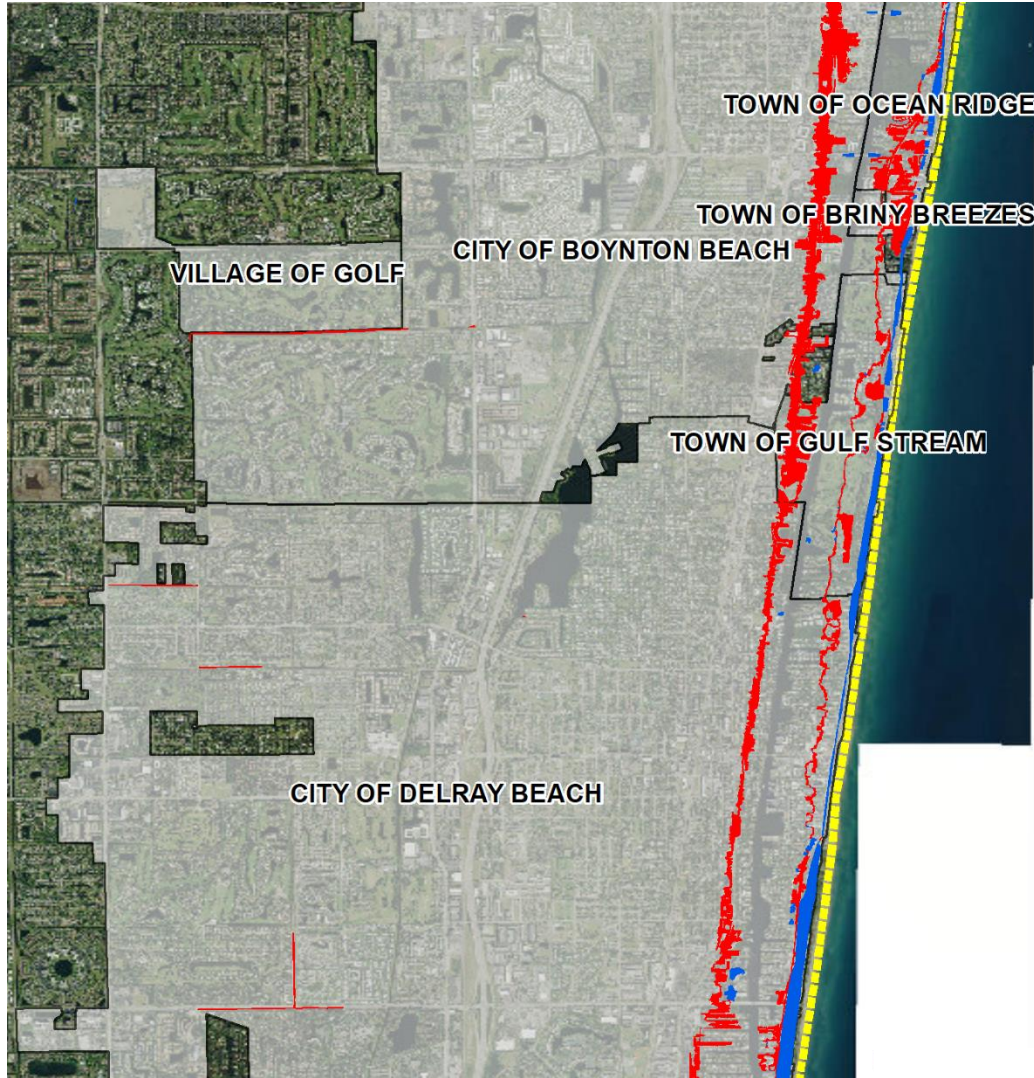 TOWN OF OCEAN RIDGE
TOWN OF BRINY BREEZES
CITY OF BOYNTON BEACH
VILLAGE OF GOLF
TOWN OF GULF STREAM
CITY OF DELRAY BEACH